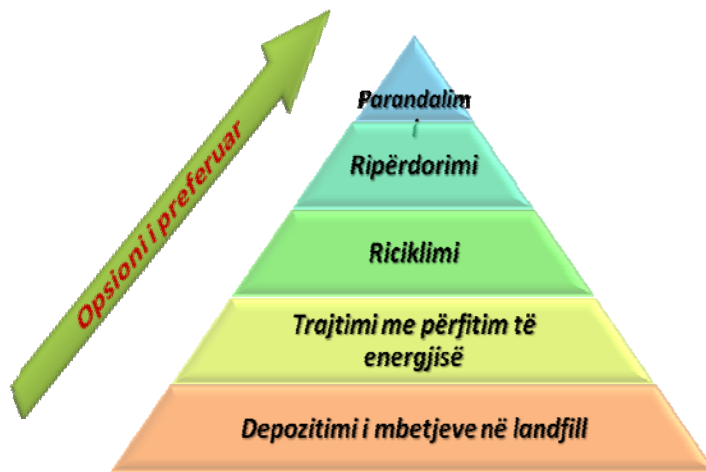 Opsioni i preferuar
Parandalim
i
Ripërdorimi
Riciklimi
Trajtimi me përfitim të
energjisë
Depozitimi i mbetjeve në landfill